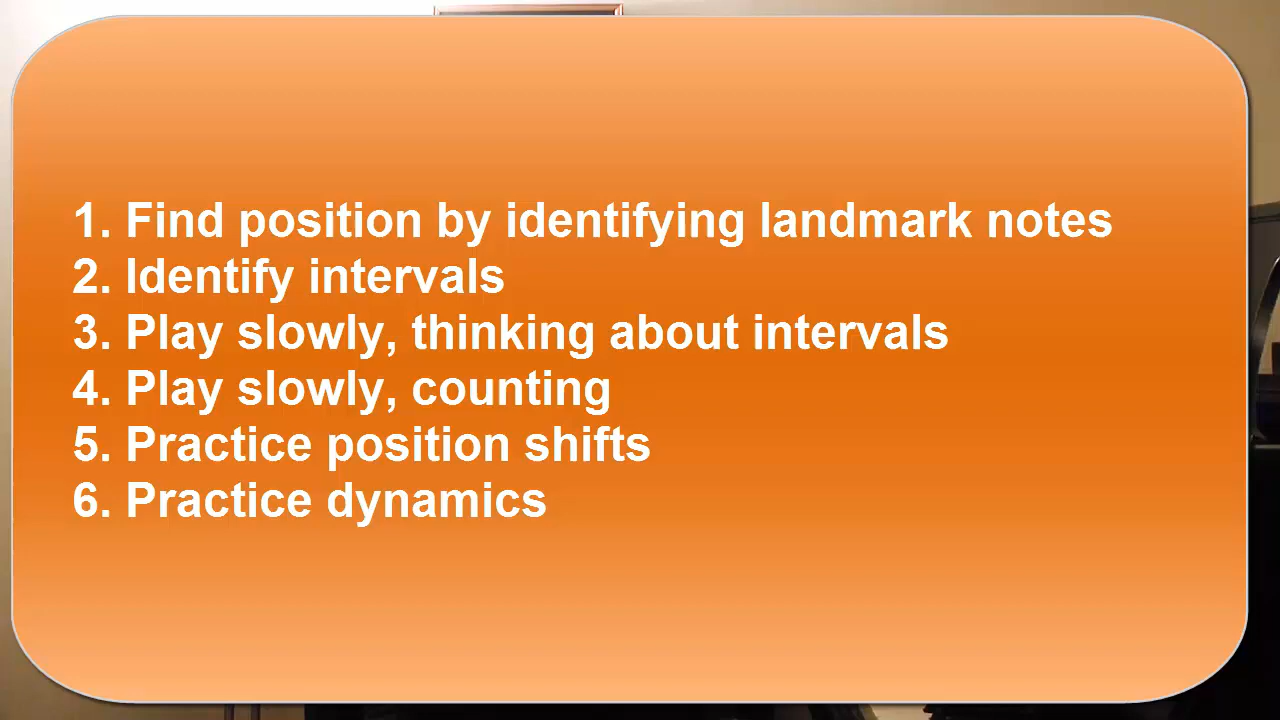 1. Find position by identifying landmark notes
2. Identify intervals
3. Play slowly, thinking about intervals
4. Play slowly, counting
5. Practice position shifts
6. Practice dynamics